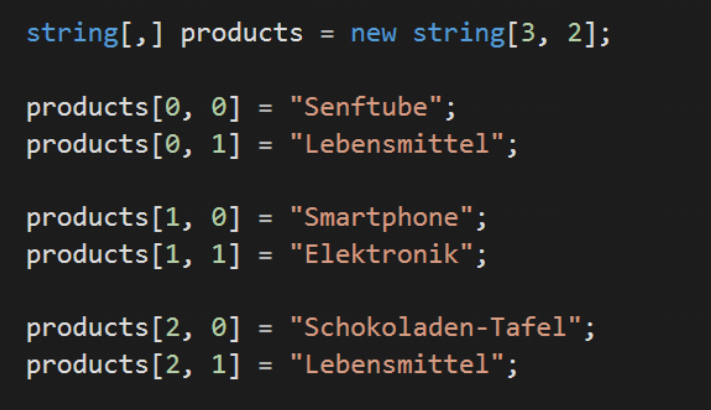 string[,] products = new string[3, 2];
products[0, 0] = "Senftube";
products[0, 1] = "Lebensmittel";
products[1, 0] = "Smartphone";
products[1, 1] = "Elektronik";
products[2, 0] = "Schokoladen-Tafel";
products[2, 1] = "Lebensmittel";